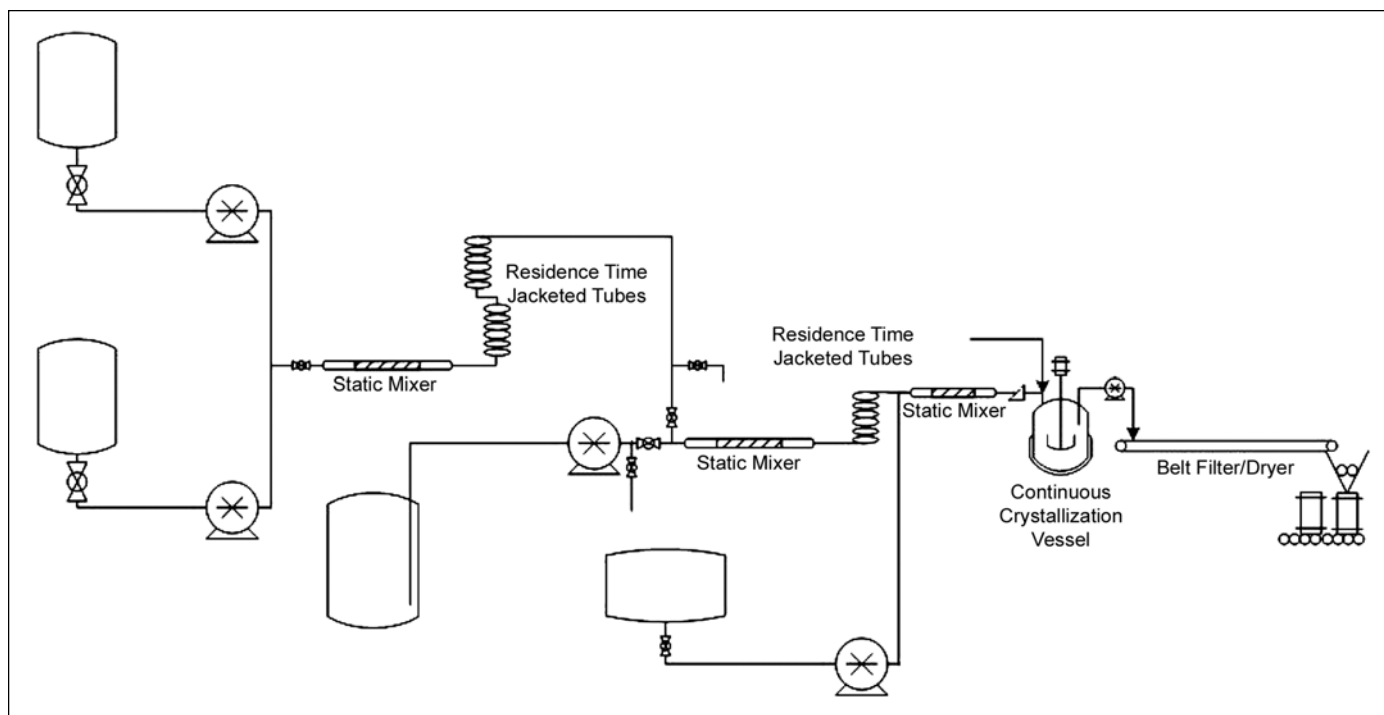 Residence Time
Jacketed Tubes
Static Mixer
Residence Time
Jacketed Tubes
Static Mixer
Static Mixer
Belt Filter/Dryer
Continuous
Crystallization
Vessel